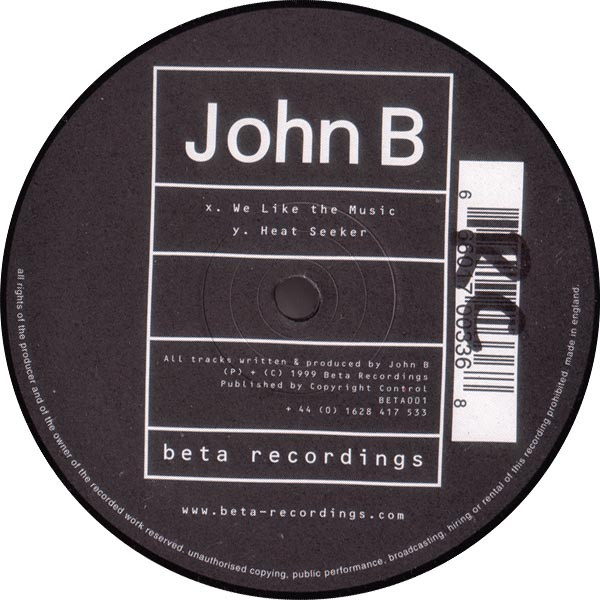 John B
x. We Like the Music
y. Heat Seeker
All tracks written & produced by John B
(P) + (C) 1999 Beta Recordings
Published by Copyright Control
BETA001
+ 44 (0) 1628 417 533
beta recordings
www.beta-recordings.com
all rights of the producer and of the owner of the recorded work reserved. unauthorised copying, public performance, broadcasting, hiring or rental of this recording prohibited. made in england.